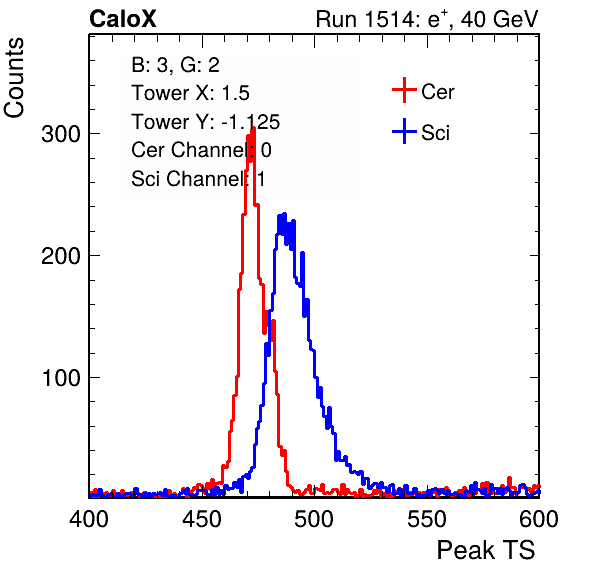 CaloX Run 1514: e⁺, 40 GeV
Counts
B: 3, G: 2
Tower X: 1.5
Tower Y: -1.125
Cer Channel: 0
Sci Channel: 1
Cer
Sci
300
200
100
400 450 500 550 600
Peak TS